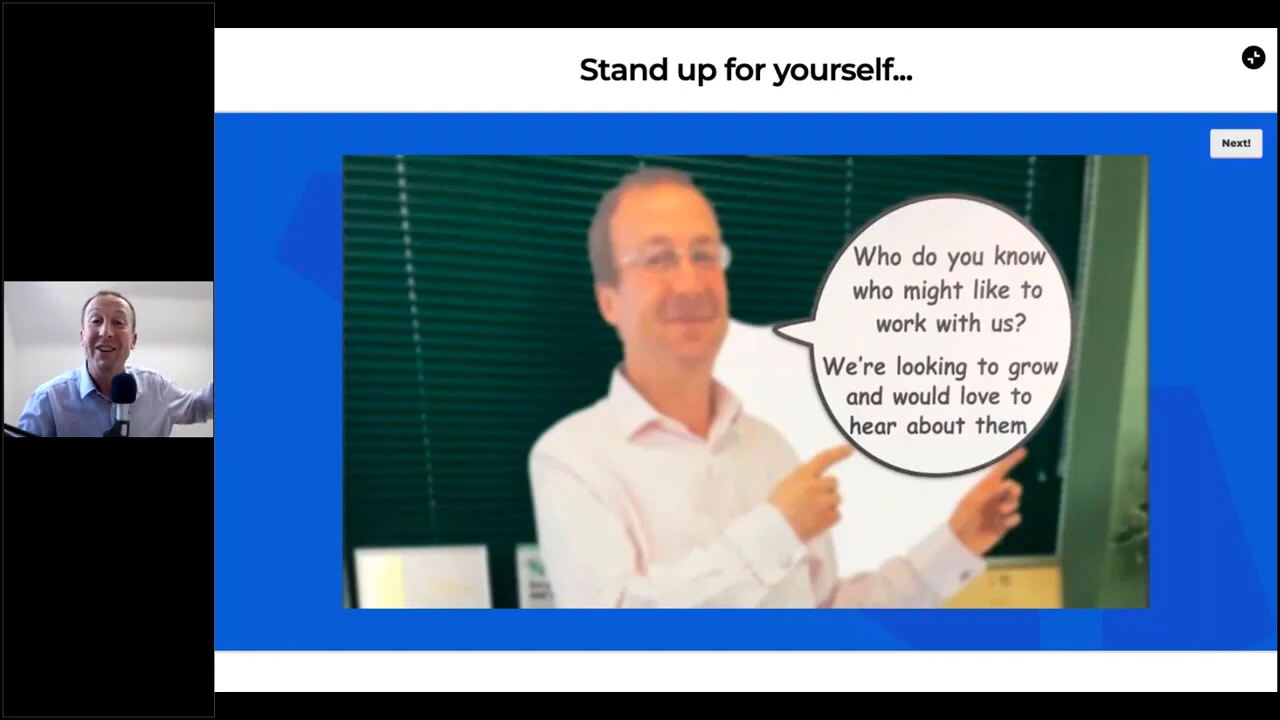 Stand up for yourself...
Next!
Who do you know
who might like to
work with us?
We're looking to grow
and would love to
hear about them